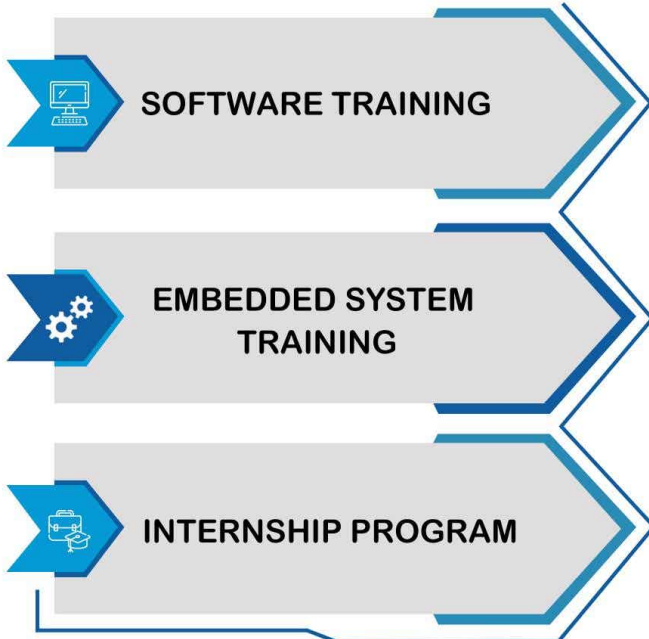 SOFTWARE TRAINING
EMBEDDED SYSTEM
TRAINING
INTERNSHIP PROGRAM